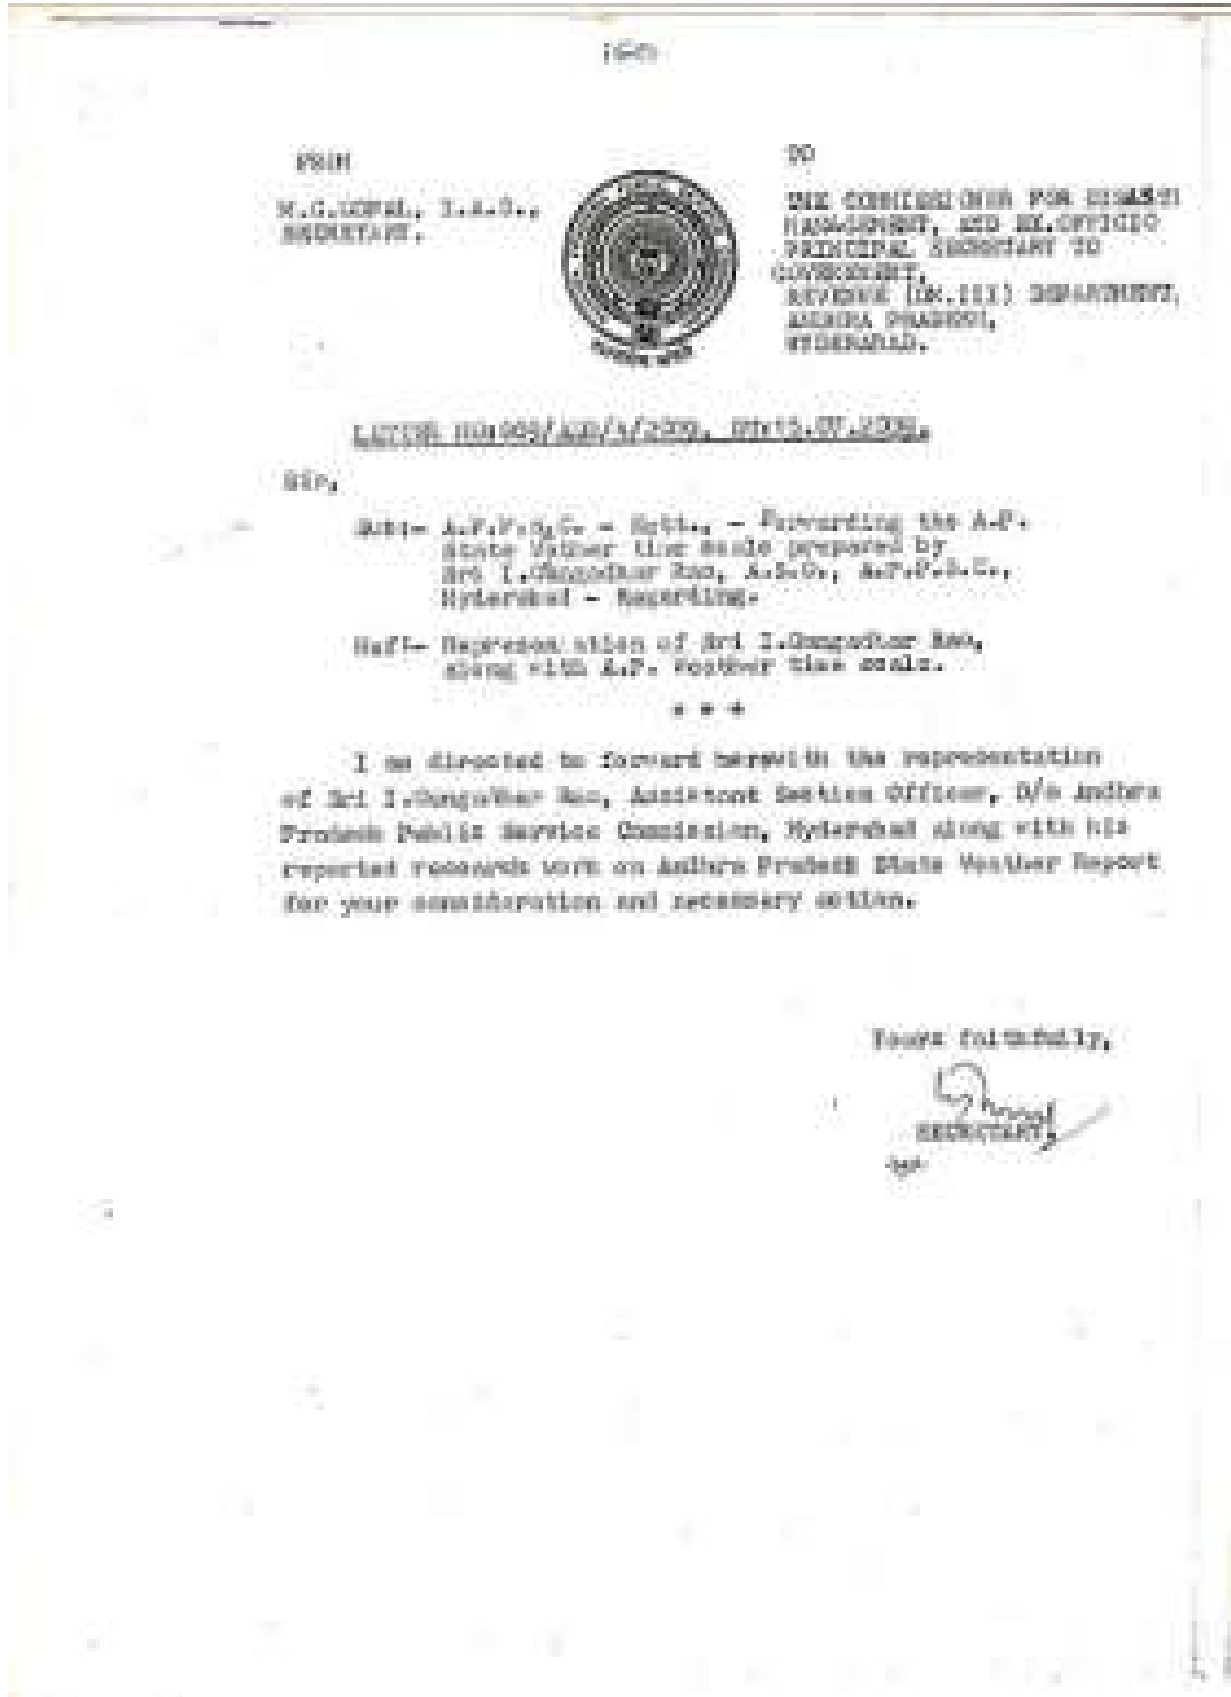 FROM
M.G.GOPAL, I.A.S.,
SECRETARY.
TO
THE COMMISSIONER FOR DISASTE
MANAGEMENT, AND EX.OFFICIO
PRINCIPAL SECRETARY TO
GOVERNMENT,
REVENUE (DM.III) DEPARTMENT,
ANDHRA PRADESH,
HYDERABAD.
Sir,
Sub:- A.P.P.S.C. - Estt., - Forwarding the A.P.
State Weather time scale prepared by
Sri I.Gangadhar Rao, A.S.O., A.P.P.S.C.,
Hyderabad - Regarding.
Ref:- Representation of Sri I.Gangadhar Rao,
along with A.P. Weather time scale.
* * *
I am directed to forward herewith the representation
of Sri I.Gangadhar Rao, Assistant Section Officer, O/o Andhra
Pradesh Public Service Commission, Hyderabad along with his
reported research work on Andhra Pradesh State Weather Report
for your consideration and necessary action.
Yours faithfully,
SECRETARY,